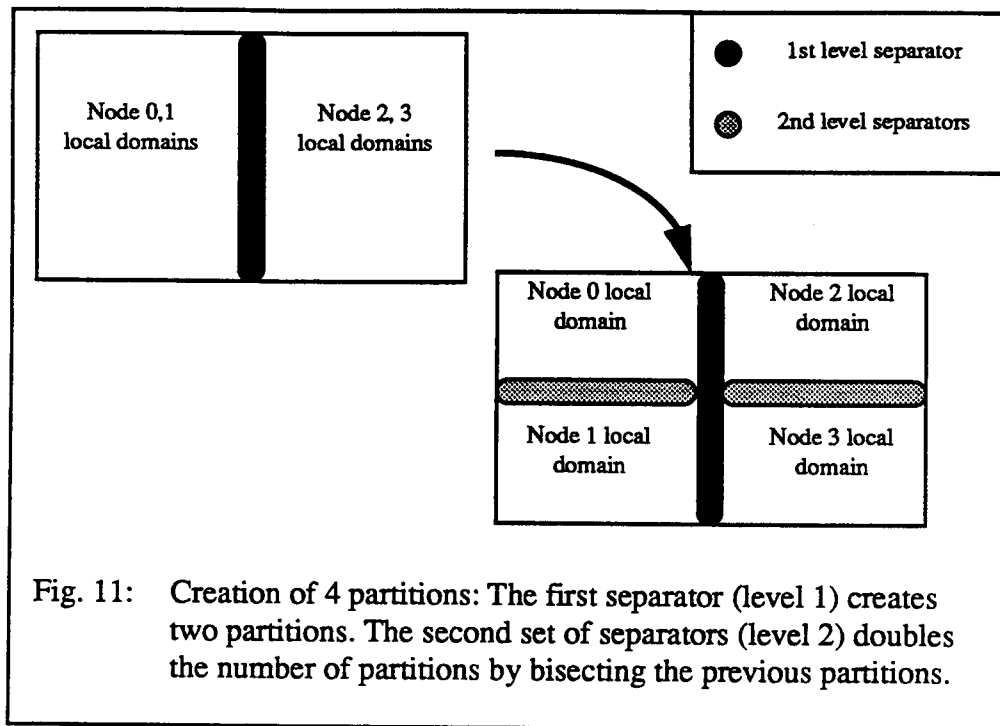 Node 0,1
local domains
Node 2, 3
local domains
1st level separator
2nd level separators
Node 0 local
domain
Node 2 local
domain
Node 1 local
domain
Node 3 local
domain
Fig. 11: Creation of 4 partitions: The first separator (level 1) creates
two partitions. The second set of separators (level 2) doubles
the number of partitions by bisecting the previous partitions.